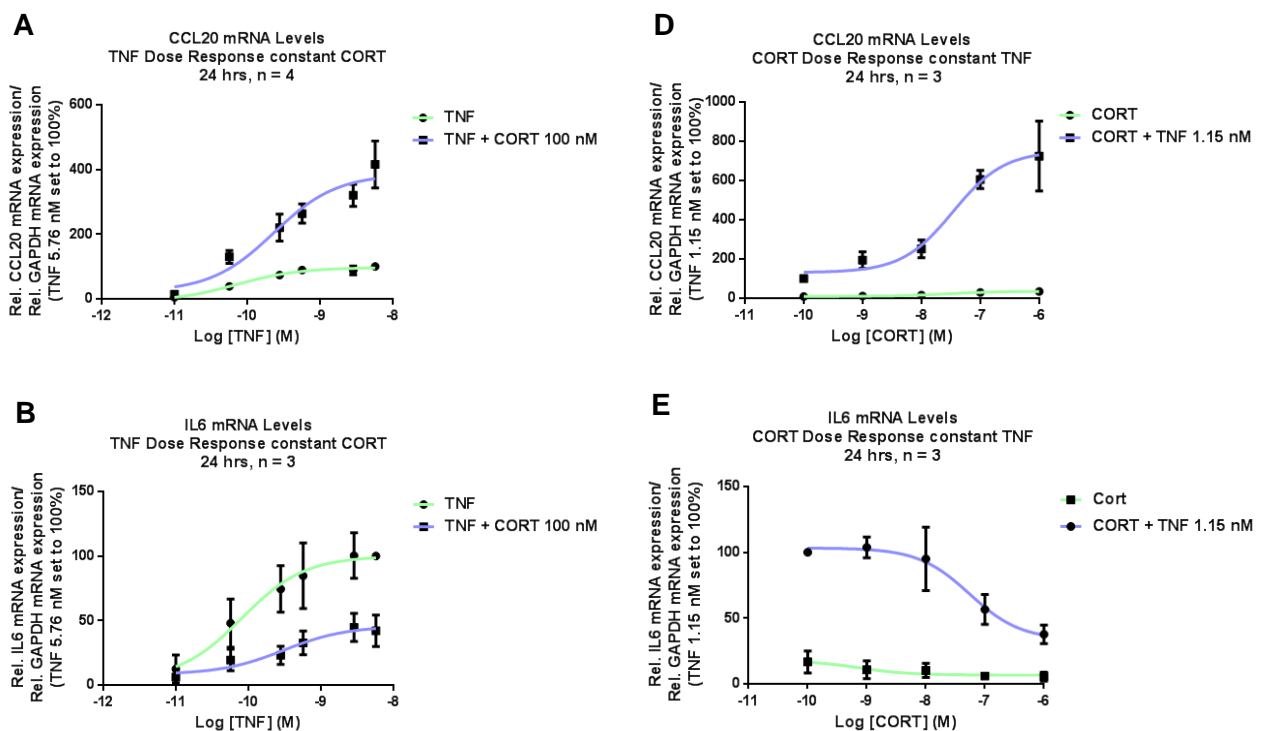 A
CCL20 mRNA Levels
TNF Dose Response constant CORT
24 hrs, n = 4
Rel. CCL20 mRNA expression/
Rel. GAPDH mRNA expression
(TNF 5.76 nM set to 100%)
600
400
200
0
-12
-11
-10
-9
-8
Log [TNF] (M)
TNF
TNF + CORT 100 nM
D
CCL20 mRNA Levels
CORT Dose Response constant TNF
24 hrs, n = 3
Rel. CCL20 mRNA expression/
Rel. GAPDH mRNA expression
(TNF 1.15 nM set to 100%)
1000
800
600
400
200
0
-11
-10
-9
-8
-7
-6
Log [CORT] (M)
CORT
CORT + TNF 1.15 nM
B
IL6 mRNA Levels
TNF Dose Response constant CORT
24 hrs, n = 3
Rel. IL6 mRNA expression/
Rel. GAPDH mRNA expression
(TNF 5.76 nM set to 100%)
150
100
50
0
-12
-11
-10
-9
-8
Log [TNF] (M)
TNF
TNF + CORT 100 nM
E
IL6 mRNA Levels
CORT Dose Response constant TNF
24 hrs, n = 3
Rel. IL6 mRNA expression/
Rel. GAPDH mRNA expression
(TNF 1.15 nM set to 100%)
150
100
50
0
-11
-10
-9
-8
-7
-6
Log [CORT] (M)
Cort
CORT + TNF 1.15 nM